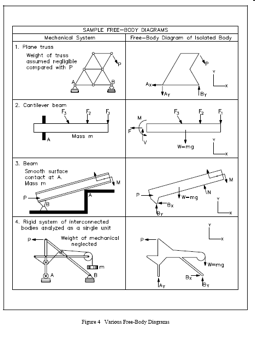 SAMPLE FREE-BODY DIAGRAMS
Mechanical System
Free-Body Diagram of Isolated Body
1. Plane truss
Weight of truss
assumed negligible
compared with P
P
A
B
P
Ax
Ay
By
Y
X
2. Cantilever beam
F3 F2 F1
A
Mass m
F3 F2 F1
M
F
V
W=mg
Y
X
3. Beam
Smooth surface
contact at A.
Mass m
P
M
A
B
P
M
N
Bx
By
W=mg
Y
X
4. Rigid system of interconnected
bodies analyzed as a single unit
Weight of mechanical
neglected
P
m
A
B
P
W=mg
Bx
Ay
By
Y
X
Figure 4 Various Free-Body Diagrams